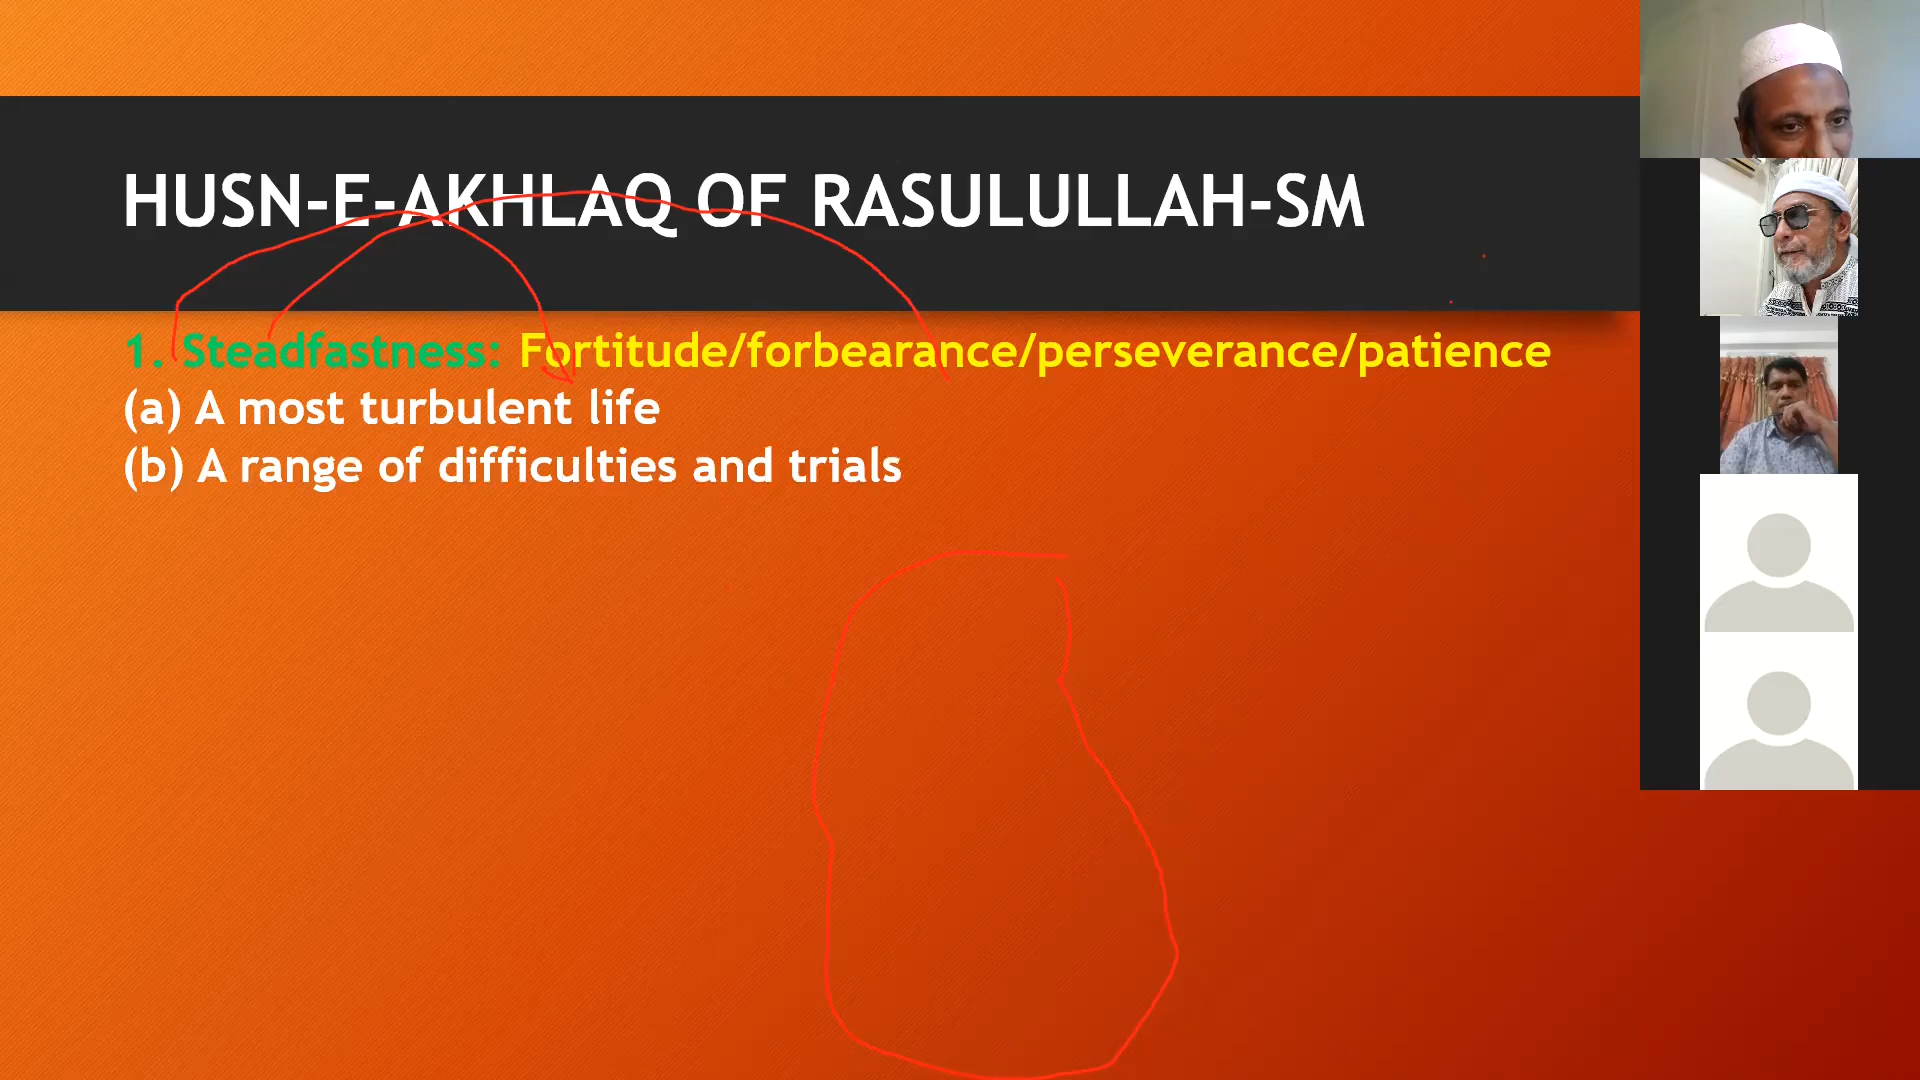 HUSN-E-AKHLAQ OF RASULULLAH-SM
1. Steadfastness: Fortitude/forbearance/perseverance/patience
(a) A most turbulent life
(b) A range of difficulties and trials